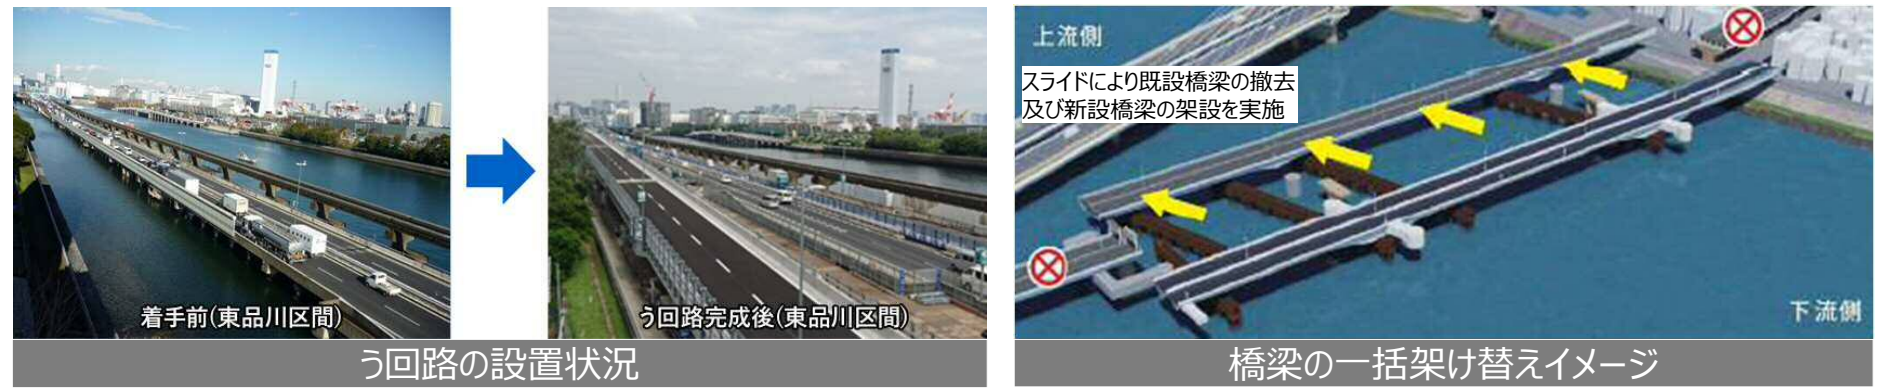 着手前(東品川区間)
う回路完成後(東品川区間)
う回路の設置状況
上流側
スライドにより既設橋梁の撤去
及び新設橋梁の架設を実施
下流側
橋梁の一括架け替えイメージ